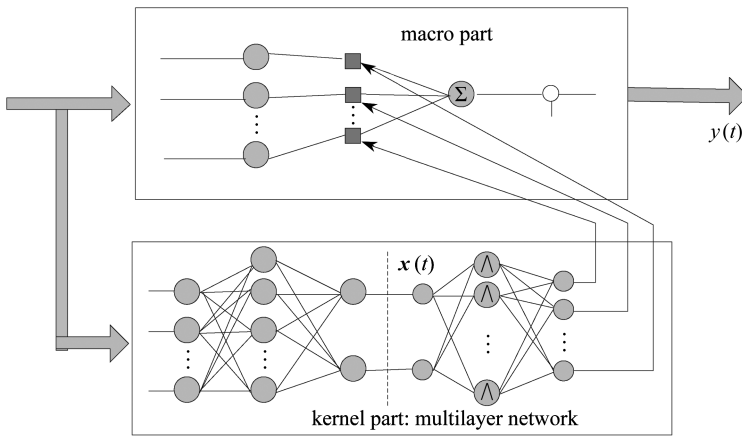 macro part
Σ
y(t)
x(t)
Λ
Λ
Λ
kernel part: multilayer network